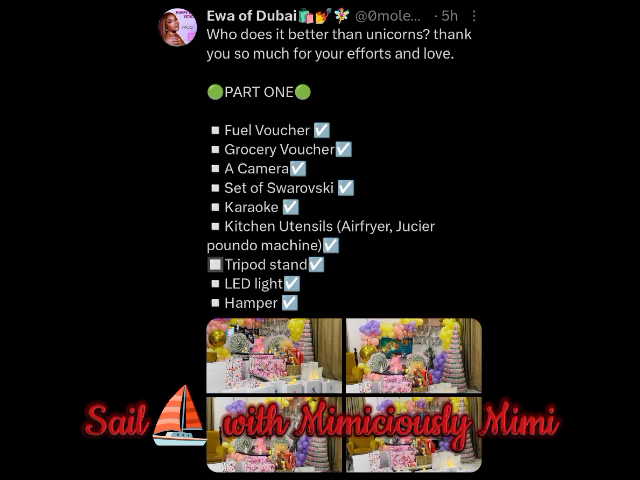 Ewa of Dubai🛍️💅🧚 @0mole... · 5h
Who does it better than unicorns? thank
you so much for your efforts and love.
🟢PART ONE🟢
▫️Fuel Voucher ☑️
▫️Grocery Voucher☑️
▫️A Camera☑️
▫️Set of Swarovski ☑️
▫️Karaoke ☑️
▫️Kitchen Utensils (Airfryer, Jucier
poundo machine)☑️
🔲Tripod stand☑️
▫️LED light☑️
▫️Hamper ☑️
Sail ⛵ with Mimiciously Mimi